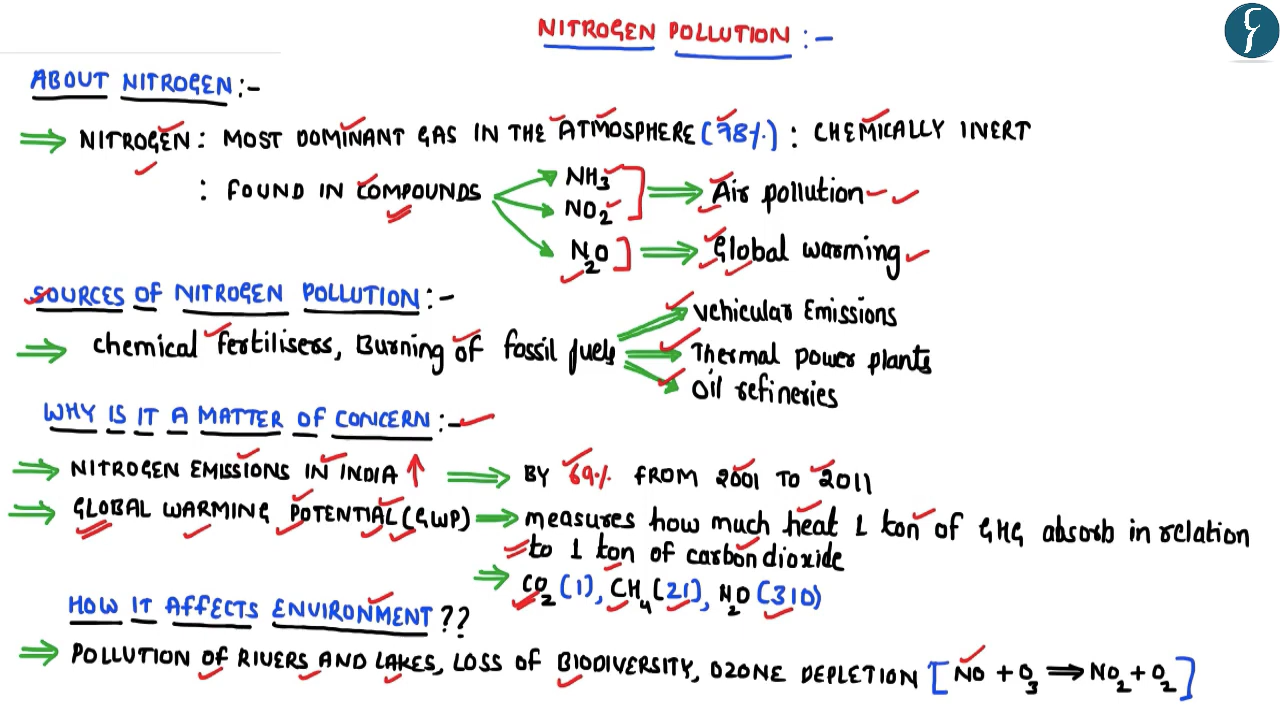 NITROGEN POLLUTION :-
ABOUT NITROGEN :-
⇒ NITROGEN : MOST DOMINANT GAS IN THE ATMOSPHERE (78%) : CHEMICALLY INERT
: FOUND IN COMPOUNDS
NH3
NO2
⇒ Air pollution
N2O
⇒ Global warming
SOURCES OF NITROGEN POLLUTION :-
⇒ chemical fertilisers, Burning of fossil fuels
Vehicular Emissions
Thermal power plants
Oil refineries
WHY IS IT A MATTER OF CONCERN :-
⇒ NITROGEN EMISSIONS IN INDIA ↑ ⇒ BY 69% FROM 2001 TO 2011
⇒ GLOBAL WARMING POTENTIAL (GWP) ⇒ measures how much heat 1 ton of GHG absorb in relation
to 1 ton of carbondioxide
⇒ CO2 (1), CH4 (21), N2O (310)
HOW IT AFFECTS ENVIRONMENT ??
⇒ POLLUTION OF RIVERS AND LAKES, LOSS OF BIODIVERSITY, OZONE DEPLETION [NO + O3 ⇒ NO2 + O2]